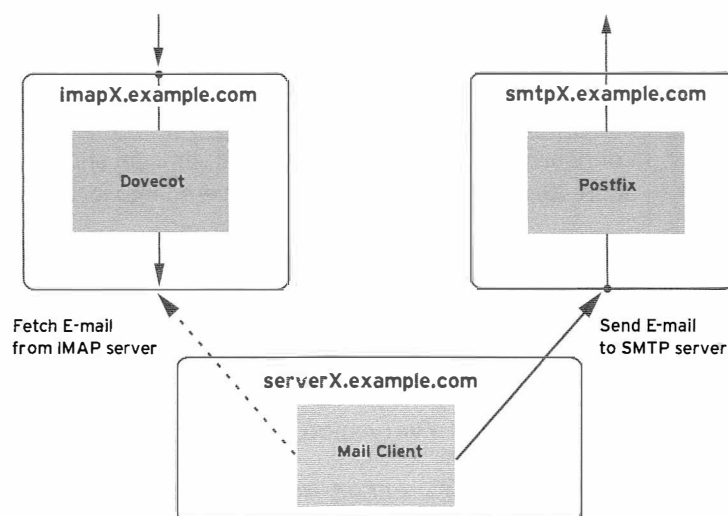 imapX.example.com
smtpX.example.com
Dovecot
Postfix
Fetch E-mail
from IMAP server
Send E-mail
to SMTP server
serverX.example.com
Mail Client